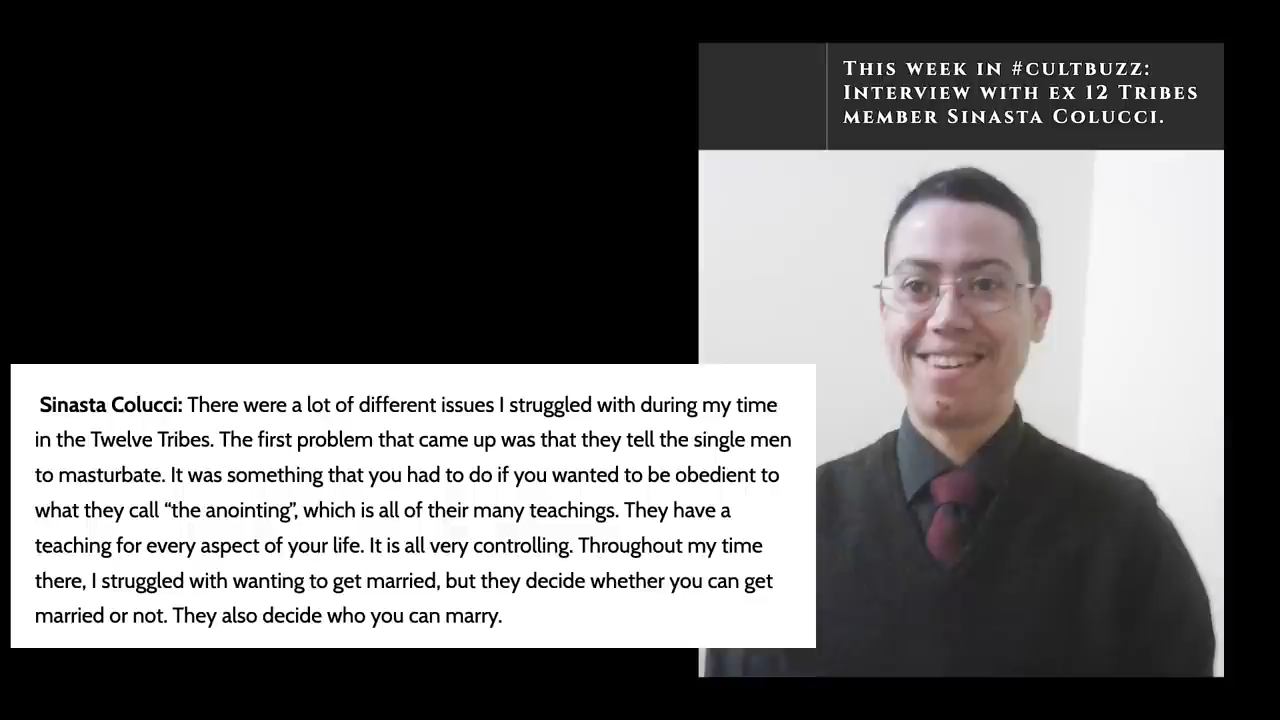 THIS WEEK IN #CULTBUZZ:
INTERVIEW WITH EX 12 TRIBES
MEMBER SINASTA COLUCCI.
Sinasta Colucci: There were a lot of different issues I struggled with during my time
in the Twelve Tribes. The first problem that came up was that they tell the single men
to masturbate. It was something that you had to do if you wanted to be obedient to
what they call “the anointing”, which is all of their many teachings. They have a
teaching for every aspect of your life. It is all very controlling. Throughout my time
there, I struggled with wanting to get married, but they decide whether you can get
married or not. They also decide who you can marry.